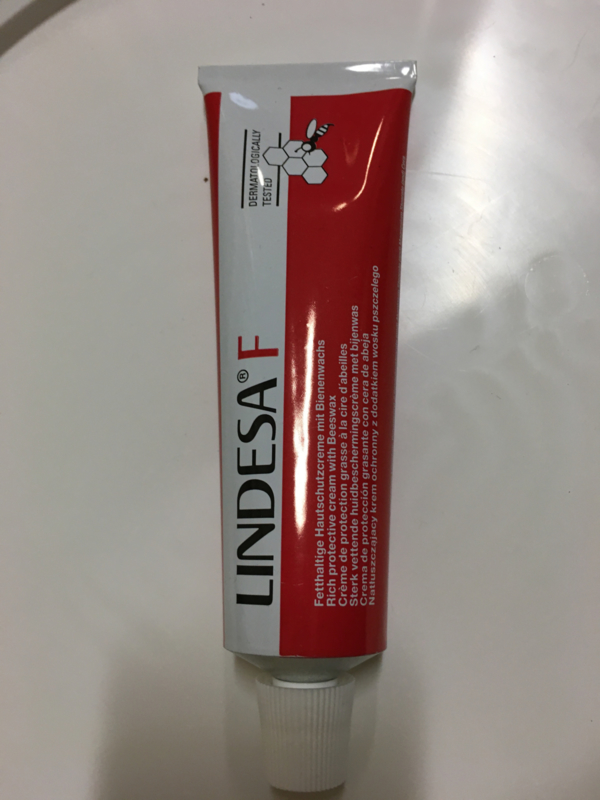 DERMATOLOGICALLY
TESTED
LINDESA® F
Fetthaltige Hautschutzcreme mit Bienenwachs
Rich protective cream with Beeswax
Crème de protection grasse à la cire d'abeilles
Sterk vettende huidbeschermingscrème met bijenwas
Crema de protección grasante con cera de abeja
Natłuszczający krem ochronny z dodatkiem wosku pszczelego